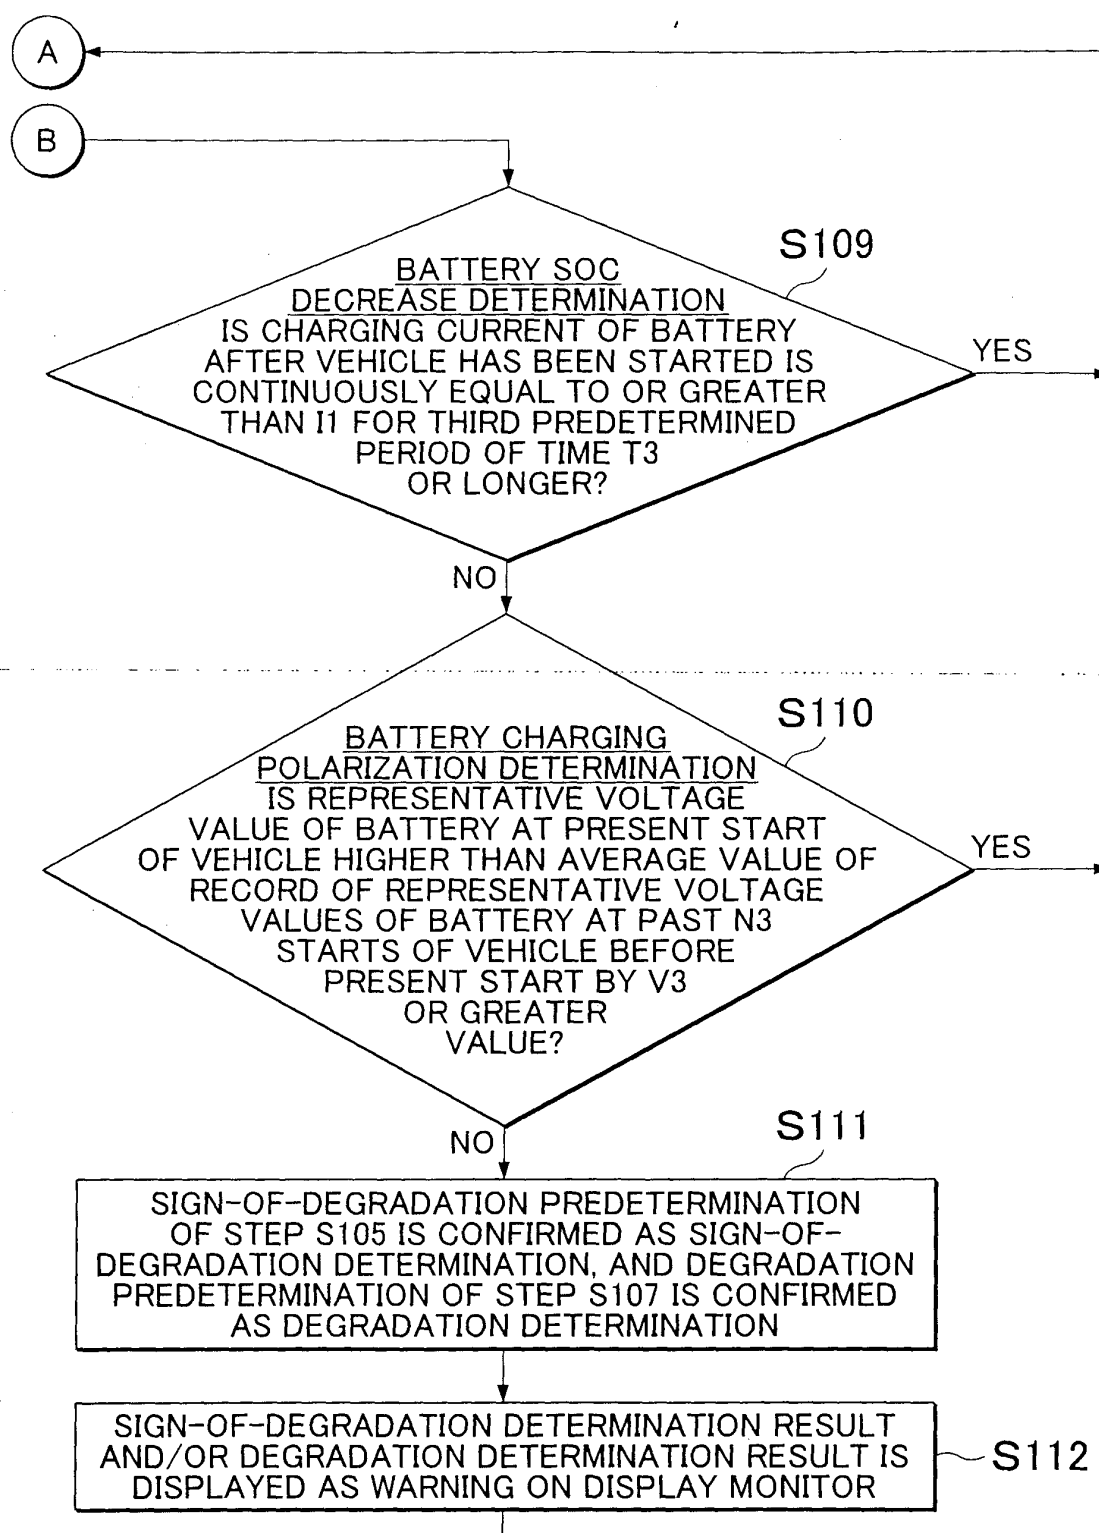 A
B
S109
BATTERY SOC
DECREASE DETERMINATION
IS CHARGING CURRENT OF BATTERY
AFTER VEHICLE HAS BEEN STARTED IS
CONTINUOUSLY EQUAL TO OR GREATER
THAN I1 FOR THIRD PREDETERMINED
PERIOD OF TIME T3
OR LONGER?
YES
NO
S110
BATTERY CHARGING
POLARIZATION DETERMINATION
IS REPRESENTATIVE VOLTAGE
VALUE OF BATTERY AT PRESENT START
OF VEHICLE HIGHER THAN AVERAGE VALUE OF
RECORD OF REPRESENTATIVE VOLTAGE
VALUES OF BATTERY AT PAST N3
STARTS OF VEHICLE BEFORE
PRESENT START BY V3
OR GREATER
VALUE?
YES
NO
S111
SIGN-OF-DEGRADATION PREDETERMINATION
OF STEP S105 IS CONFIRMED AS SIGN-OF-
DEGRADATION DETERMINATION, AND DEGRADATION
PREDETERMINATION OF STEP S107 IS CONFIRMED
AS DEGRADATION DETERMINATION
SIGN-OF-DEGRADATION DETERMINATION RESULT
AND/OR DEGRADATION DETERMINATION RESULT IS
DISPLAYED AS WARNING ON DISPLAY MONITOR
S112